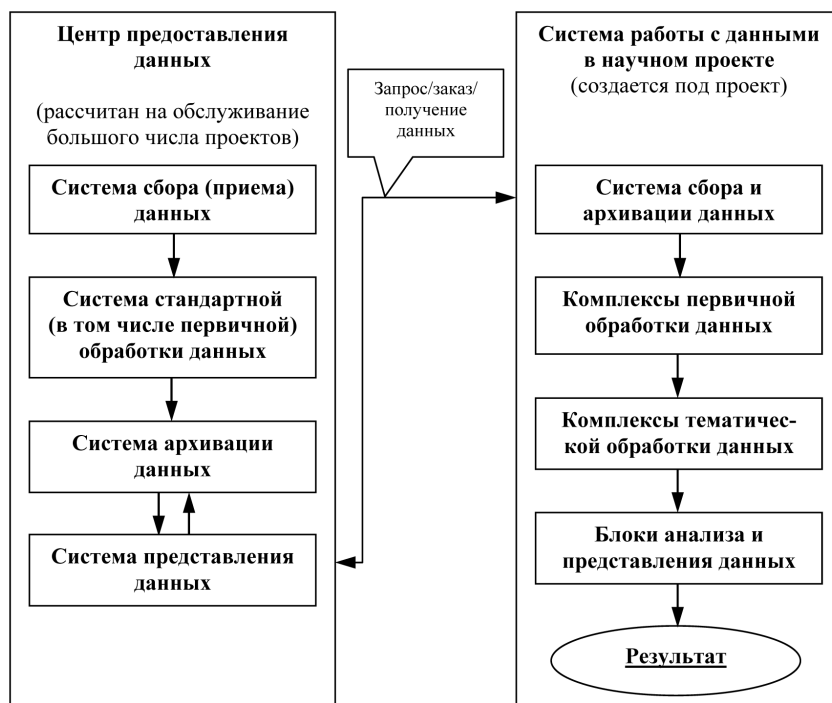 Центр предоставления
данных
(рассчитан на обслуживание
большого числа проектов)
Система сбора (приема)
данных
Система стандартной
(в том числе первичной)
обработки данных
Система архивации
данных
Система представления
данных
Запрос/заказ/
получение
данных
Система работы с данными
в научном проекте
(создается под проект)
Система сбора и
архивации данных
Комплексы первичной
обработки данных
Комплексы тематичес-
кой обработки данных
Блоки анализа и
представления данных
Результат